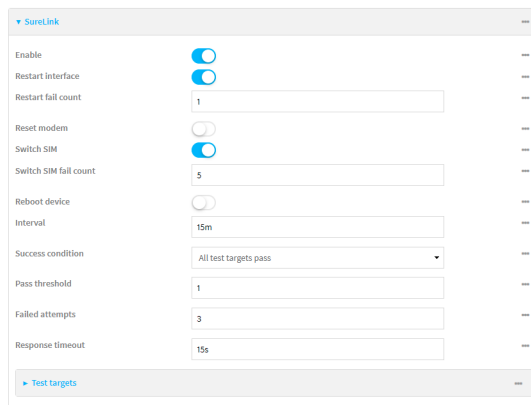 SureLink
Enable
Restart interface
Restart fail count
1
Reset modem
Switch SIM
Switch SIM fail count
5
Reboot device
Interval
15m
Success condition
All test targets pass
Pass threshold
1
Failed attempts
3
Response timeout
15s
Test targets